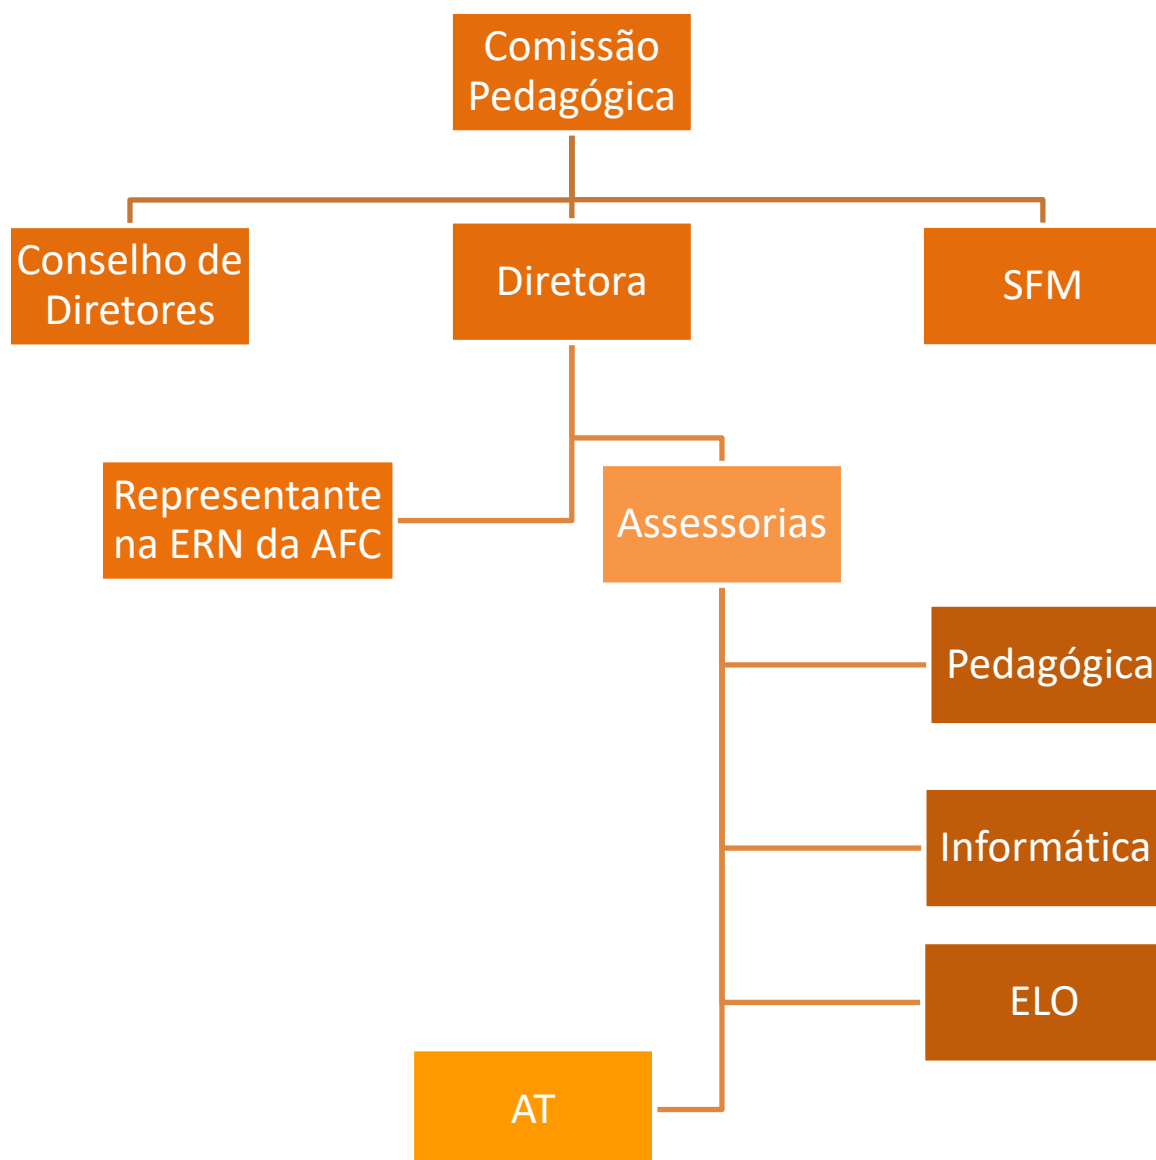 Comissão
Pedagógica
Conselho de
Diretores
Diretora
SFM
Representante
na ERN da AFC
Assessorias
Pedagógica
Informática
ELO
AT